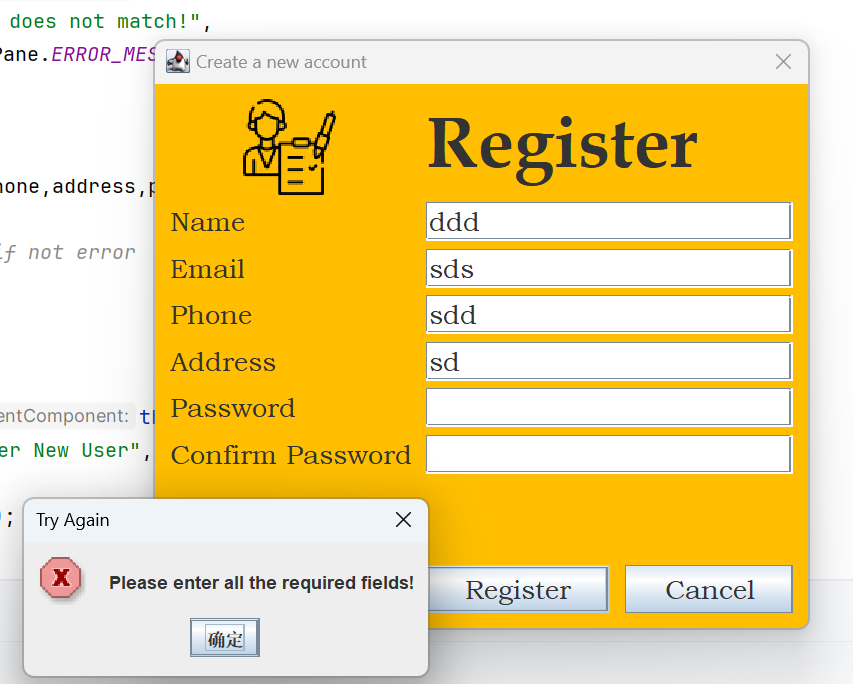 does not match!",
Pane.ERROR_MES
Create a new account
Register
one,address,p
Name
ddd
if not error
Email
sds
Phone
sdd
Address
sd
entComponent: th
Password
er New User",
Confirm Password
);
Try Again
Please enter all the required fields!
Register
Cancel
确定